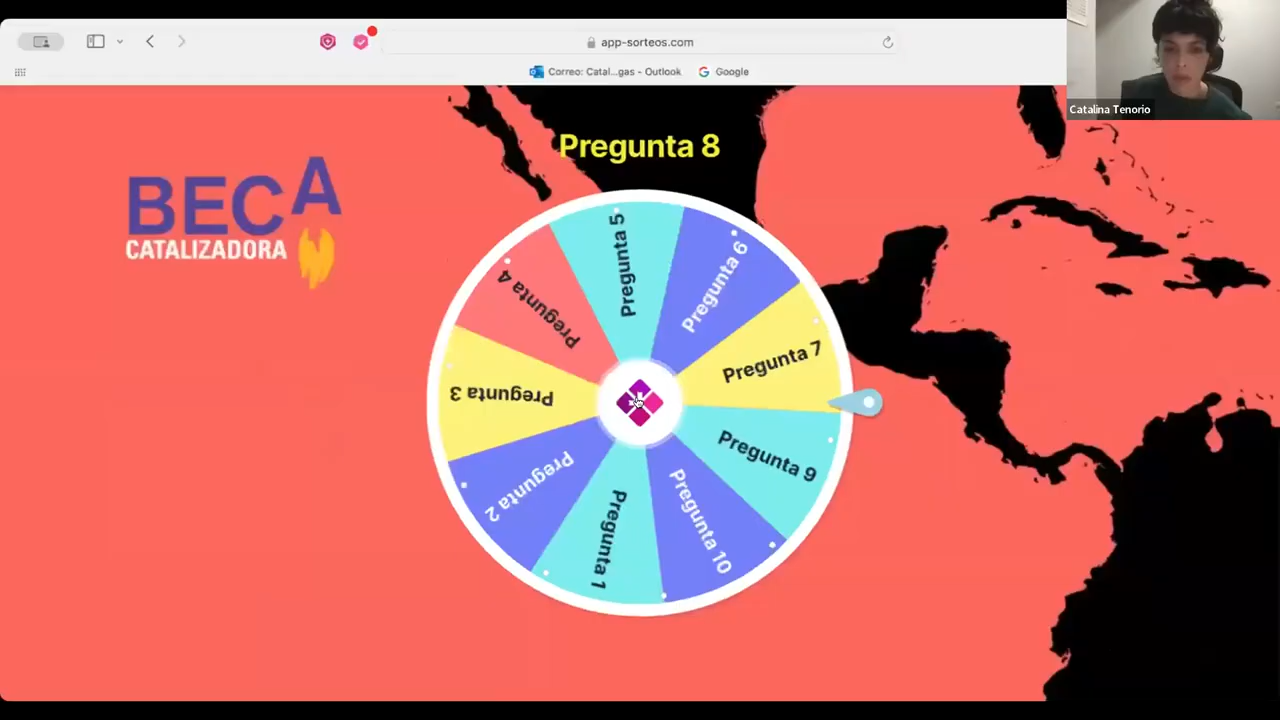 app-sorteos.com
Correo: Catal...gas - Outlook
Google
Catalina Tenorio
Pregunta 8
BECA
CATALIZADORA
Pregunta 5
Pregunta 6
Pregunta 7
Pregunta 9
Pregunta 10
Pregunta 1
Pregunta 2
Pregunta 3
Pregunta 4